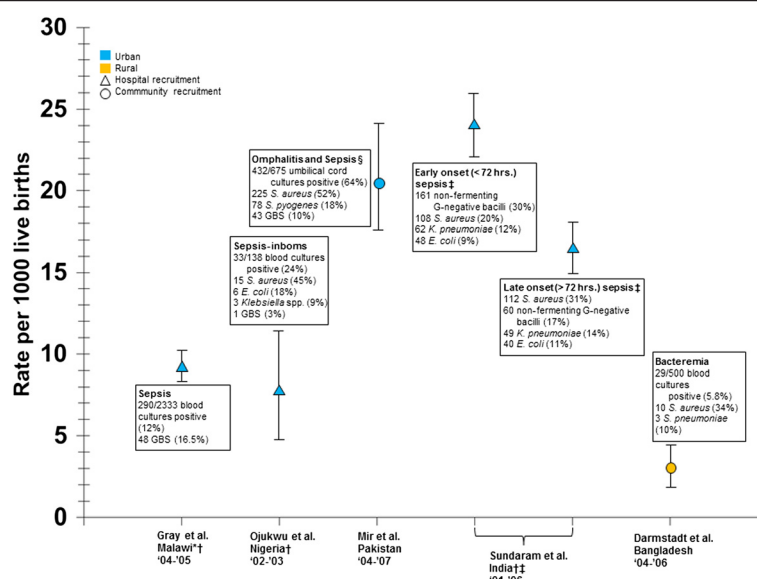 30
25
20
15
10
5
0
Rate per 1000 live births
Urban
Rural
Hospital recruitment
Commmunity recruitment
Sepsis
290/2333 blood
cultures positive
(12%)
48 GBS (16.5%)
Sepsis-inborns
33/138 blood cultures
positive (24%)
15 S. aureus (45%)
6 E. coli (18%)
3 Klebsiella spp. (9%)
1 GBS (3%)
Omphalitis and Sepsis §
432/675 umbilical cord
cultures positive (64%)
225 S. aureus (52%)
78 S. pyogenes (18%)
43 GBS (10%)
Early onset (< 72 hrs.)
sepsis‡
161 non-fermenting
G-negative bacilli (30%)
108 S. aureus (20%)
62 K. pneumoniae (12%)
48 E. coli (9%)
Late onset (>72 hrs.) sepsis‡
112 S. aureus (31%)
60 non-fermenting G-negative
bacilli (17%)
49 K. pneumoniae (14%)
40 E. coli (11%)
Bacteremia
29/500 blood
cultures
positive (5.8%)
10 S. aureus (34%)
3 S. pneumoniae
(10%)
Gray et al.
Malawi*†
‘04-’05
Ojukwu et al.
Nigeria†
‘02-’03
Mir et al.
Pakistan
‘04-’07
Sundaram et al.
India†‡
Darmstadt et al.
Bangladesh
‘04-’06